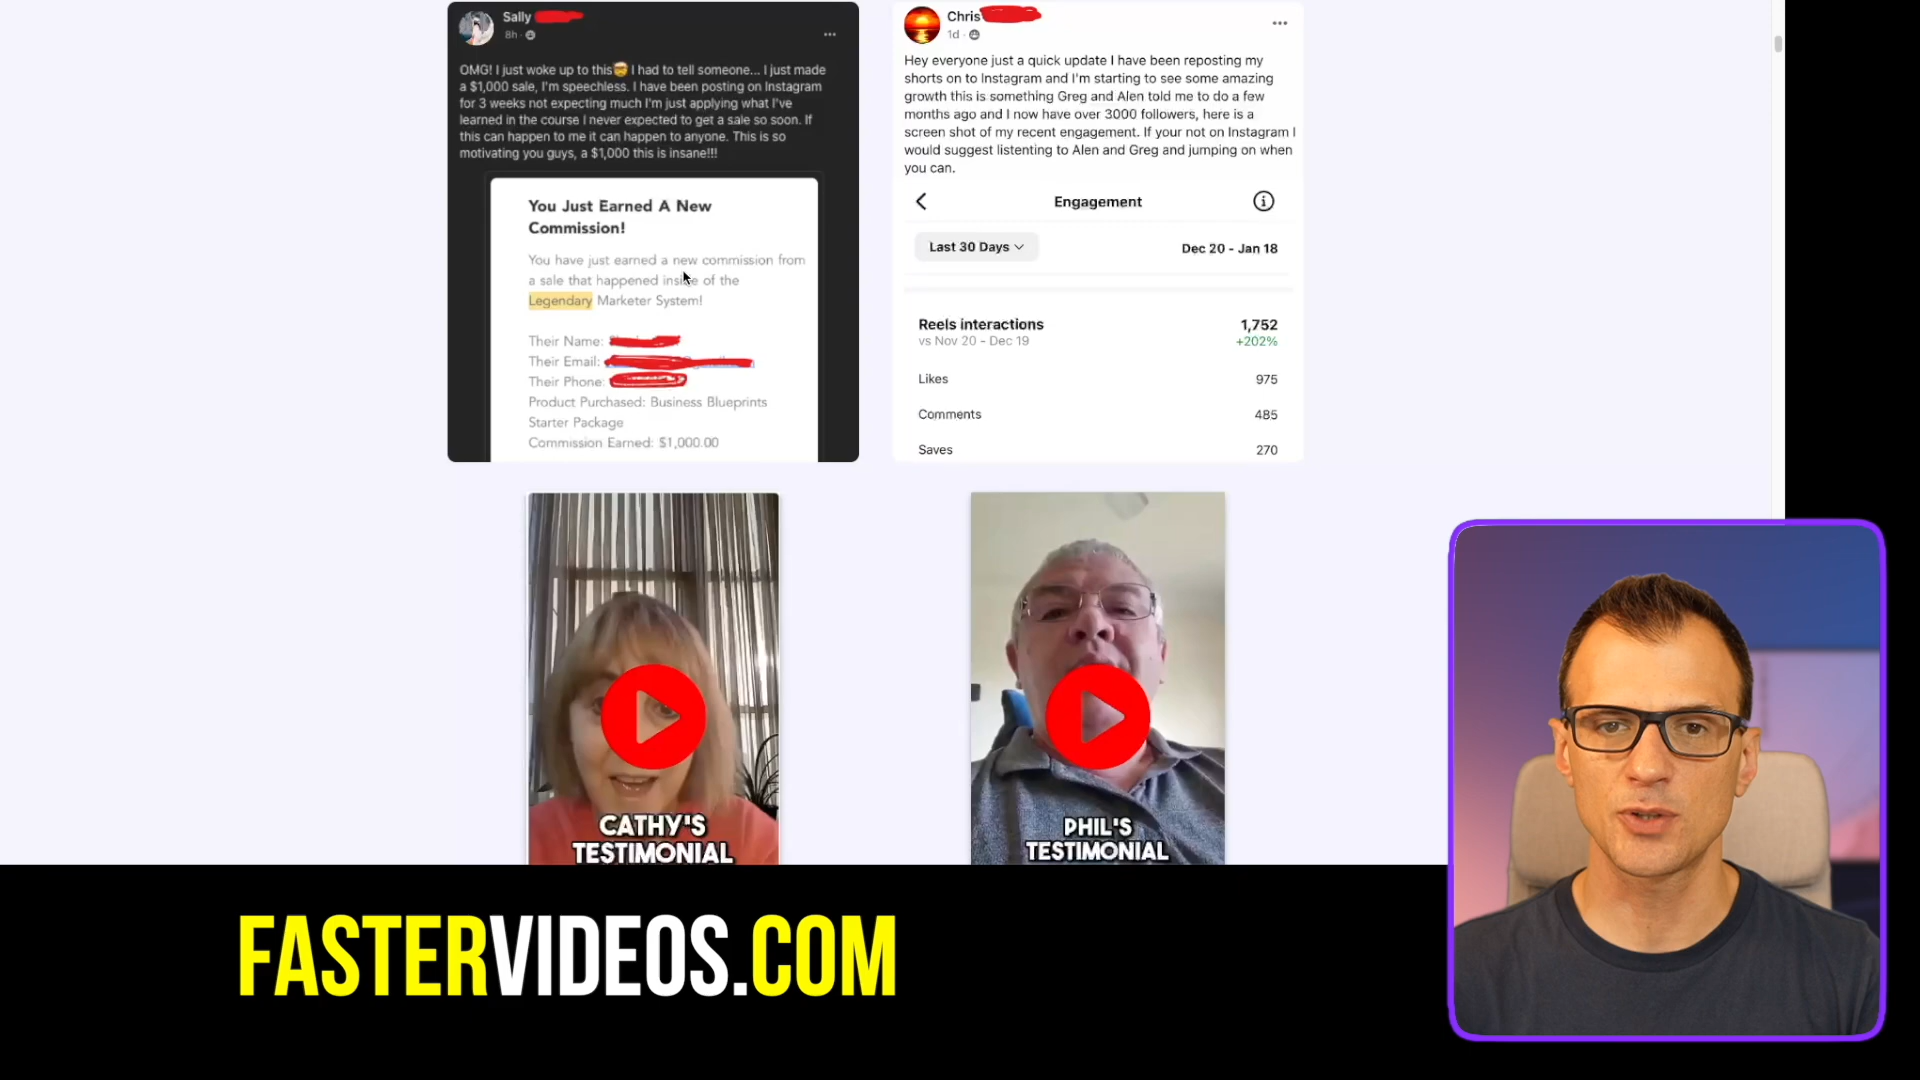 Sally
8h
OMG! I just woke up to this🤯 I had to tell someone... I just made
a $1,000 sale, I'm speechless. I have been posting on Instagram
for 3 weeks not expecting much I'm just applying what I've
learned in the course I never expected to get a sale so soon. If
this can happen to me it can happen to anyone. This is so
motivating you guys, a $1,000 this is insane!!!
You Just Earned A New
Commission!
You have just earned a new commission from
a sale that happened inside of the
Legendary Marketer System!
Their Name:
Their Email:
Their Phone:
Product Purchased: Business Blueprints
Starter Package
Commission Earned: $1,000.00
Chris
1d
Hey everyone just a quick update I have been reposting my
shorts on to Instagram and I'm starting to see some amazing
growth this is something Greg and Alen told me to do a few
months ago and I now have over 3000 followers, here is a
screen shot of my recent engagement. If your not on Instagram I
would suggest listenting to Alen and Greg and jumping on when
you can.
Engagement
Last 30 Days
Dec 20 - Jan 18
Reels interactions 1,752
vs Nov 20 - Dec 19 +202%
Likes 975
Comments 485
Saves 270
CATHY'S
TESTIMONIAL
PHIL'S
TESTIMONIAL
FASTERVIDEOS.COM